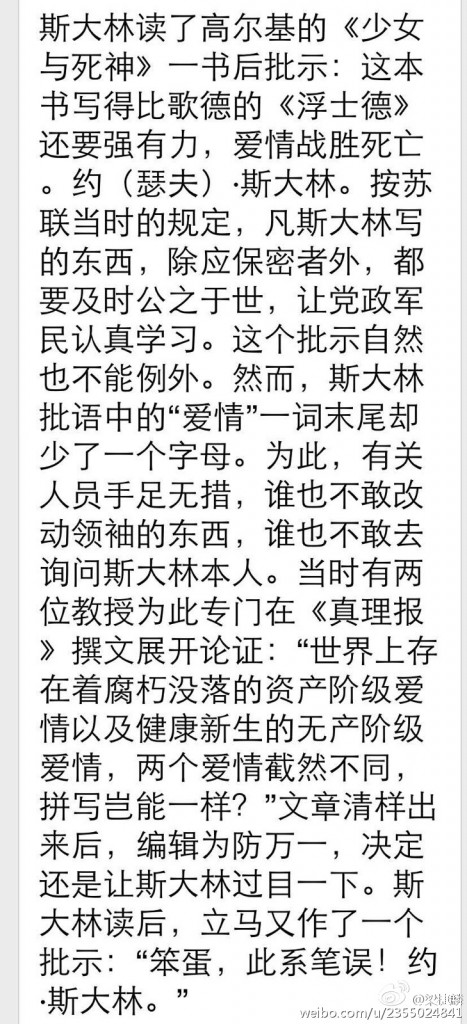 斯大林读了高尔基的《少女
与死神》一书后批示：这本
书写得比歌德的《浮士德》
还要强有力，爱情战胜死亡
。约（瑟夫）·斯大林。按苏
联当时的规定，凡斯大林写
的东西，除应保密者外，都
要及时公之于世，让党政军
民认真学习。这个批示自然
也不能例外。然而，斯大林
批语中的“爱情”一词末尾却
少了一个字母。为此，有关
人员手足无措，谁也不敢改
动领袖的东西，谁也不敢去
询问斯大林本人。当时有两
位教授为此专门在《真理报
》撰文展开论证：“世界上存
在着腐朽没落的资产阶级爱
情以及健康新生的无产阶级
爱情，两个爱情截然不同，
拼写岂能一样？”文章清样出
来后，编辑为防万一，决定
还是让斯大林过目一下。斯
大林读后，立马又作了一个
批示：“笨蛋，此系笔误！约
·斯大林。”
weibo.com/u/2355024841